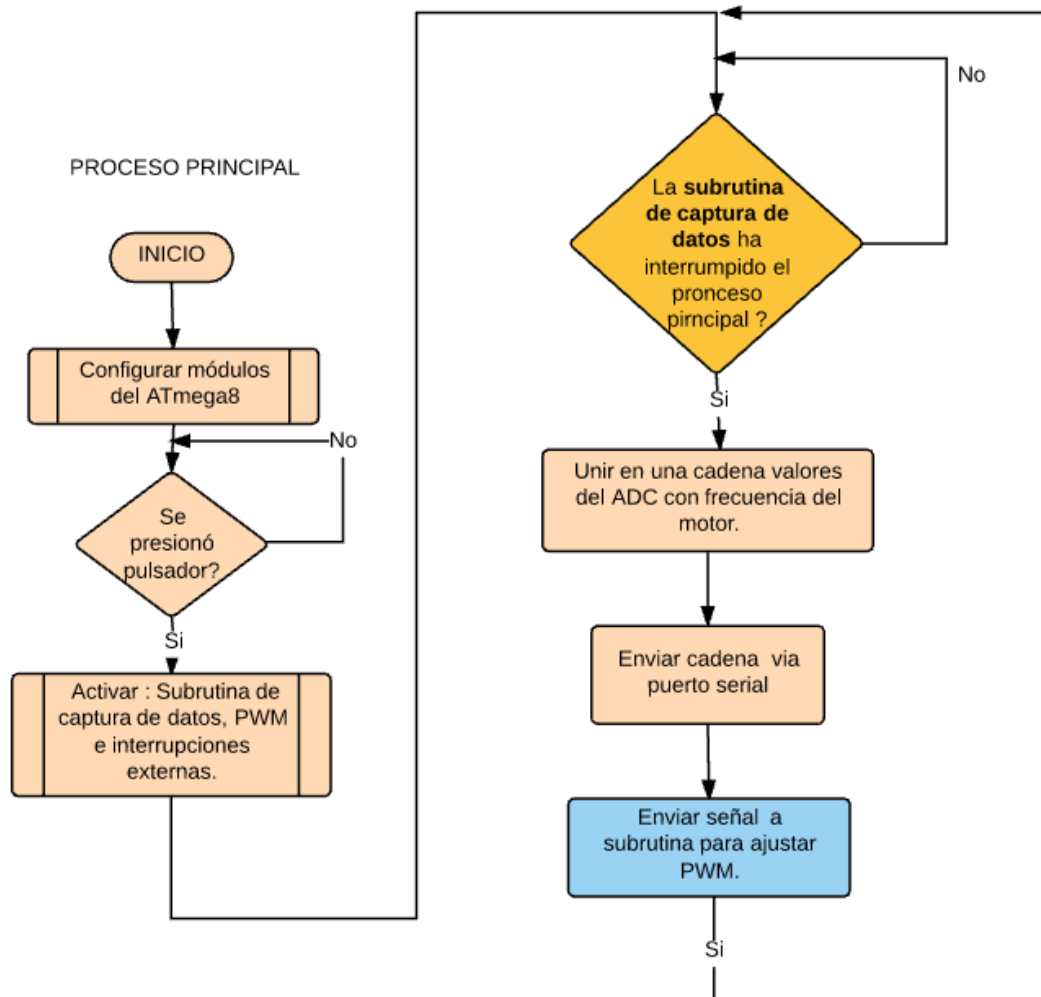 PROCESO PRINCIPAL
INICIO
Configurar módulos
del ATmega8
No
Se
presionó
pulsador?
Si
Activar : Subrutina de
captura de datos, PWM
e interrupciones
externas.
No
La subrutina
de captura de
datos ha
interrumpido el
pronceso
pirncipal ?
Si
Unir en una cadena valores
del ADC con frecuencia del
motor.
Enviar cadena via
puerto serial
Enviar señal a
subrutina para ajustar
PWM.
Si